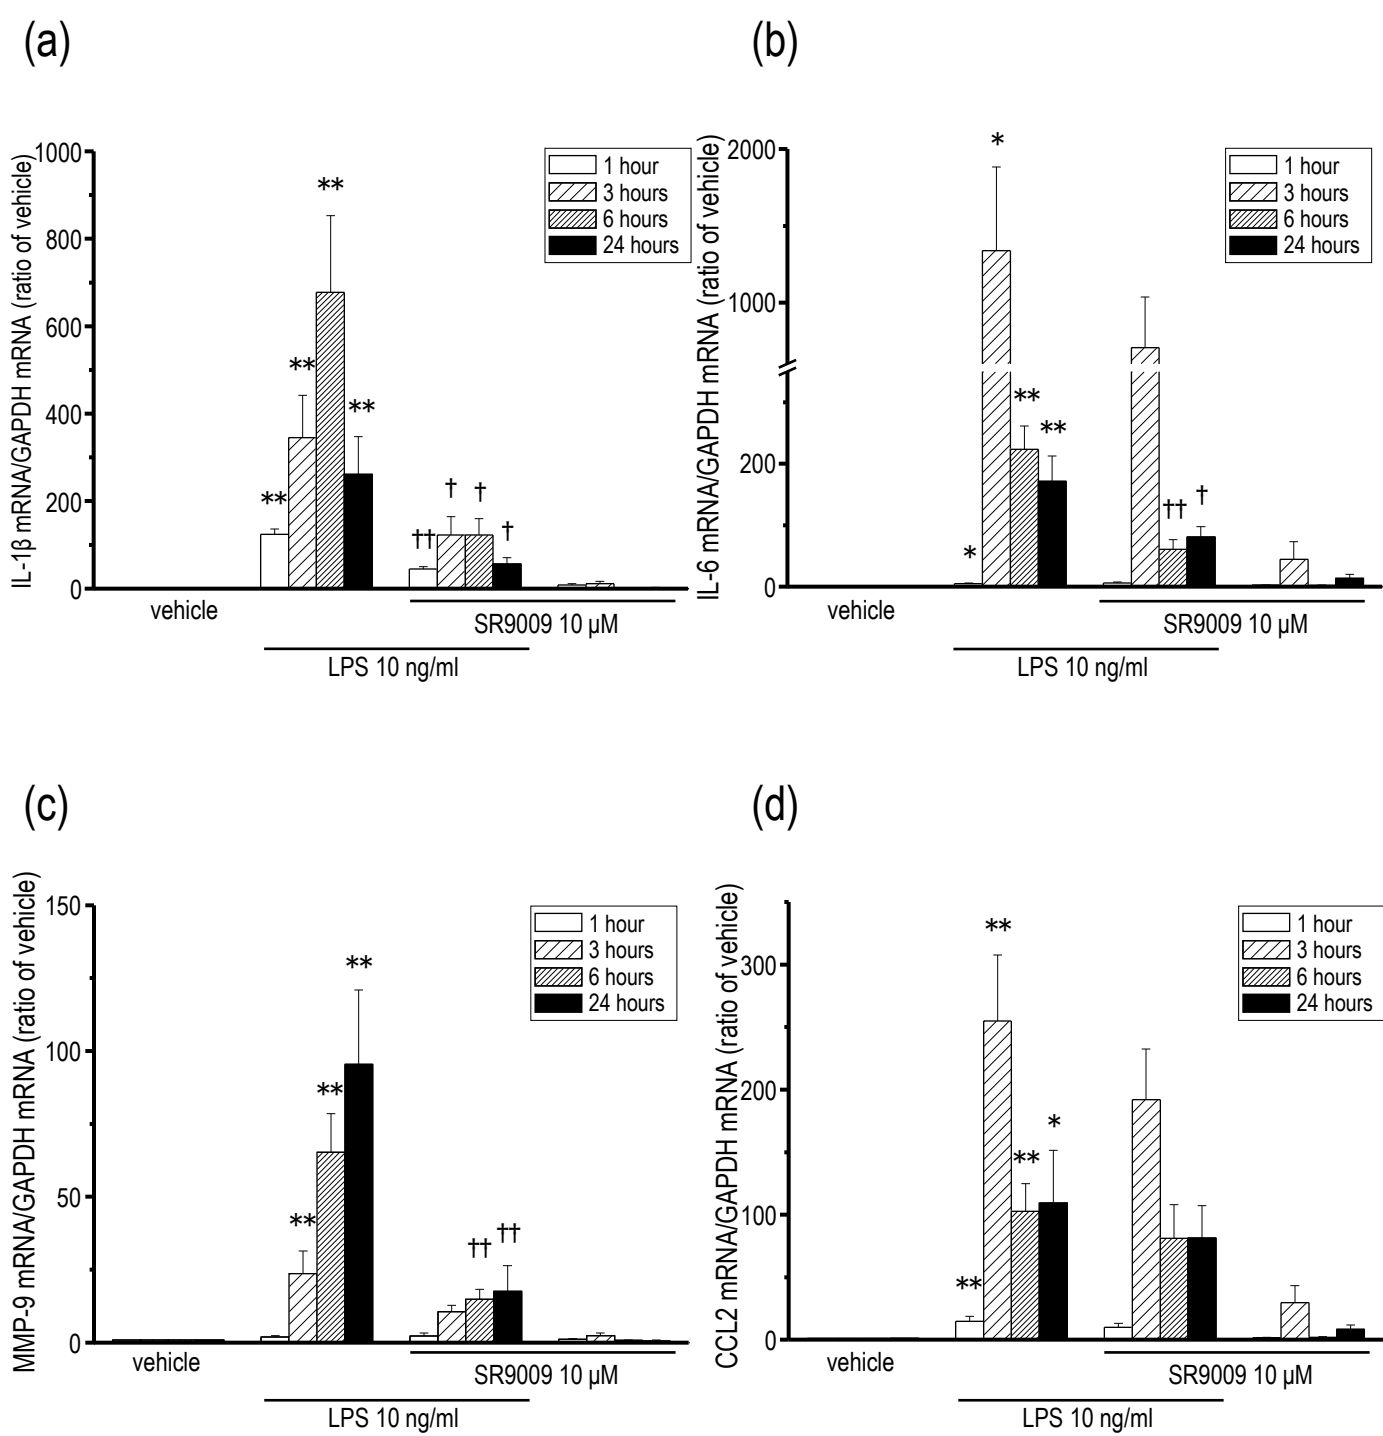 (a)
IL-1β mRNA/GAPDH mRNA (ratio of vehicle)
1000
800
600
400
200
0
1 hour
3 hours
6 hours
24 hours
**
**
**
**
††
†
†
†
vehicle
SR9009 10 μM
LPS 10 ng/ml
(b)
IL-6 mRNA/GAPDH mRNA (ratio of vehicle)
2000
1000
200
0
1 hour
3 hours
6 hours
24 hours
*
*
**
**
††
†
vehicle
SR9009 10 μM
LPS 10 ng/ml
(c)
MMP-9 mRNA/GAPDH mRNA (ratio of vehicle)
150
100
50
0
1 hour
3 hours
6 hours
24 hours
**
**
**
††
††
vehicle
SR9009 10 μM
LPS 10 ng/ml
(d)
CCL2 mRNA/GAPDH mRNA (ratio of vehicle)
300
200
100
0
1 hour
3 hours
6 hours
24 hours
**
**
**
*
vehicle
SR9009 10 μM
LPS 10 ng/ml